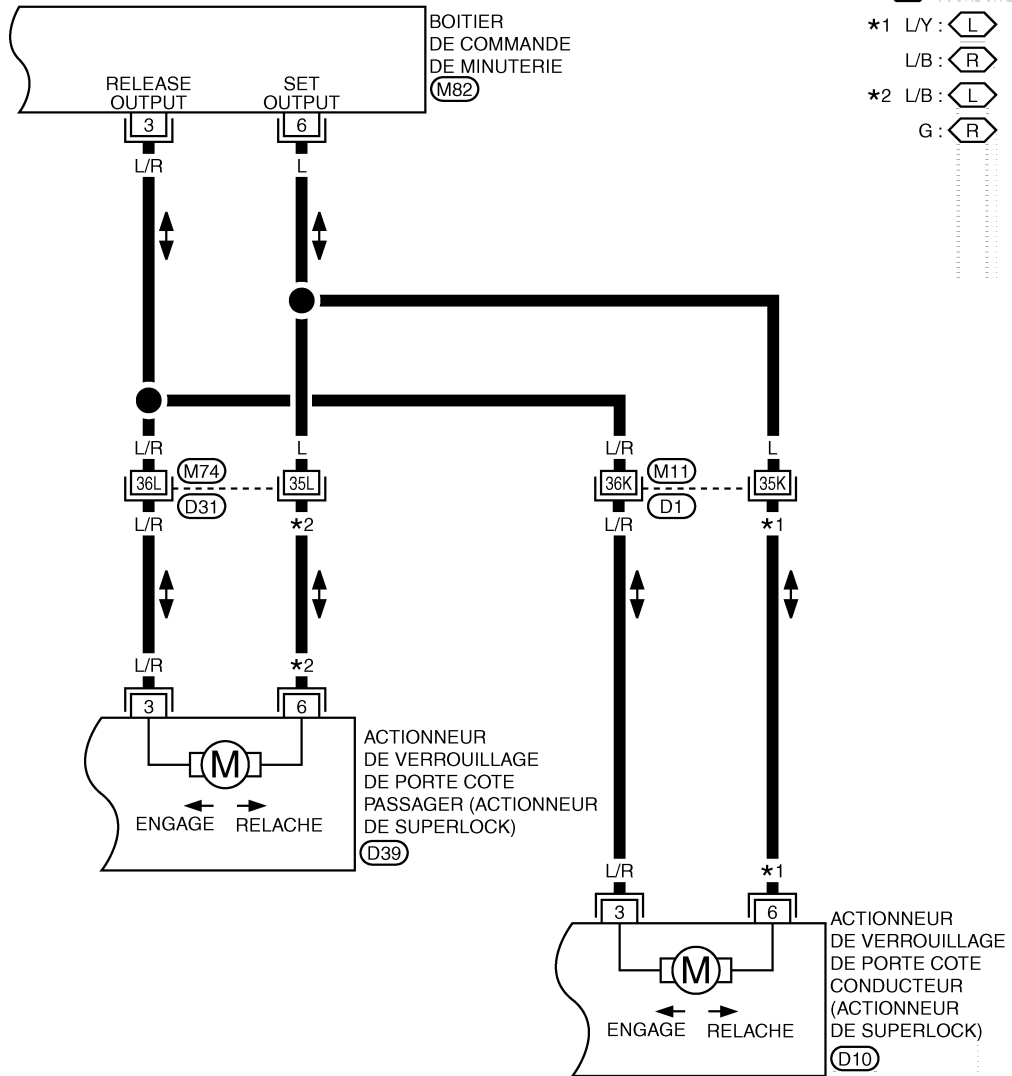 BOITIER
DE COMMANDE
DE MINUTERIE
M82
*1 L/Y : L
L/B : R
*2 L/B : L
G : R
RELEASE OUTPUT
SET OUTPUT
3
6
L/R
L
L/R
L
L/R
L
36L
M74
D31
35L
36K
M11
D1
35K
L/R
*2
L/R
*1
L/R
*2
3
6
M
ENGAGE
RELACHE
ACTIONNEUR
DE VERROUILLAGE
DE PORTE COTE
PASSAGER (ACTIONNEUR
DE SUPERLOCK)
D39
L/R
*1
3
6
M
ENGAGE
RELACHE
ACTIONNEUR
DE VERROUILLAGE
DE PORTE COTE
CONDUCTEUR
(ACTIONNEUR
DE SUPERLOCK)
D10